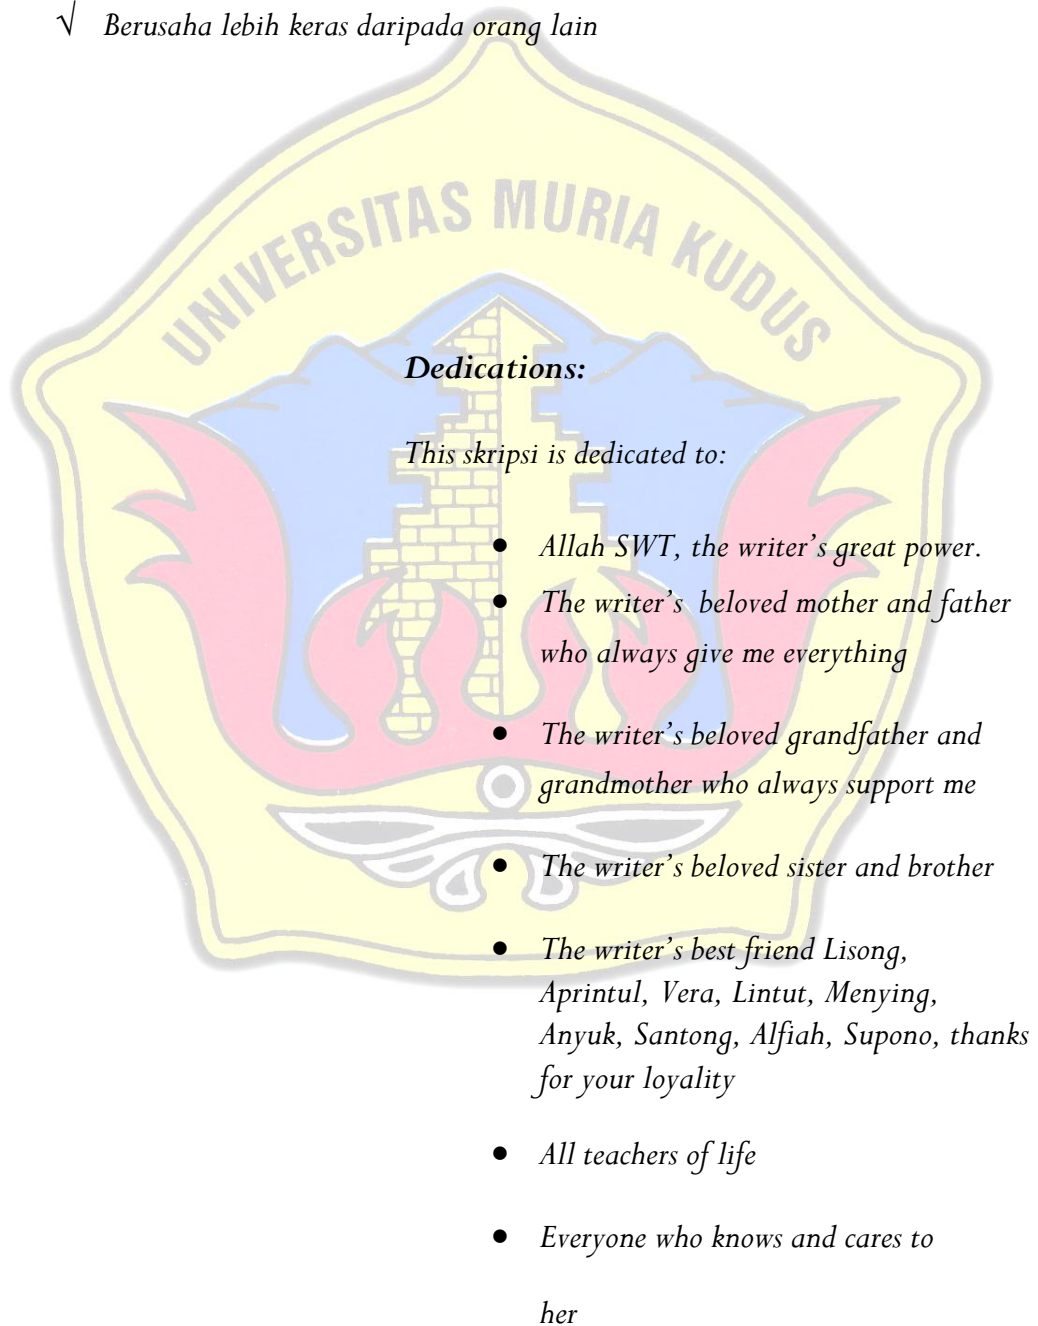 √ Berusaha lebih keras daripada orang lain
UNIVERSITAS MURIA KUDUS
Dedications:
This skripsi is dedicated to:
• Allah SWT, the writer’s great power.
• The writer’s beloved mother and father
who always give me everything
• The writer’s beloved grandfather and
grandmother who always support me
• The writer’s beloved sister and brother
• The writer’s best friend Lisong,
Aprintul, Vera, Lintut, Menying,
Anyuk, Santong, Alfiah, Supono, thanks
for your loyality
• All teachers of life
• Everyone who knows and cares to
her